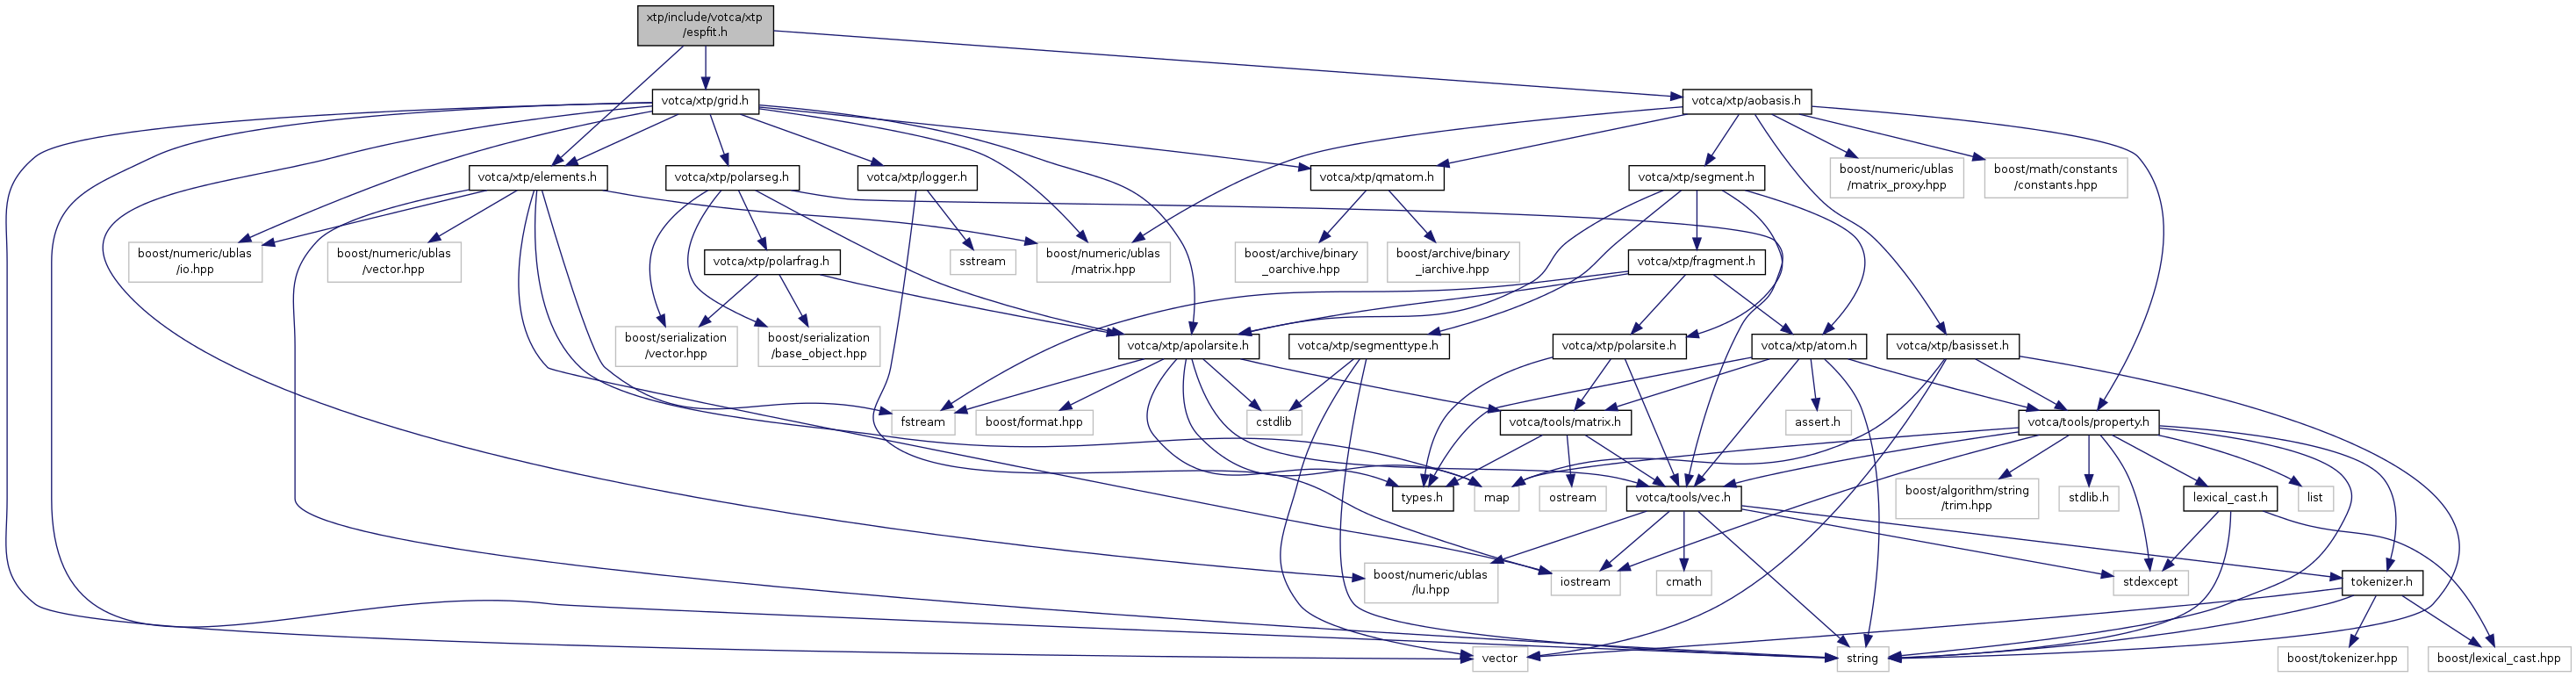 xtp/include/votca/xtp
/espfit.h
votca/xtp/grid.h
votca/xtp/aobasis.h
votca/xtp/elements.h
votca/xtp/polarseg.h
votca/xtp/logger.h
votca/xtp/qmatom.h
votca/xtp/segment.h
boost/numeric/ublas
/matrix_proxy.hpp
boost/math/constants
/constants.hpp
boost/numeric/ublas
/io.hpp
boost/numeric/ublas
/vector.hpp
votca/xtp/polarfrag.h
sstream
boost/numeric/ublas
/matrix.hpp
boost/archive/binary
_oarchive.hpp
boost/archive/binary
_iarchive.hpp
votca/xtp/fragment.h
boost/serialization
/vector.hpp
boost/serialization
/base_object.hpp
votca/xtp/apolarsite.h
votca/xtp/segmenttype.h
votca/xtp/polarsite.h
votca/xtp/atom.h
votca/xtp/basisset.h
fstream
boost/format.hpp
cstdlib
votca/tools/matrix.h
assert.h
votca/tools/property.h
types.h
map
ostream
votca/tools/vec.h
boost/algorithm/string
/trim.hpp
stdlib.h
lexical_cast.h
list
boost/numeric/ublas
/lu.hpp
iostream
cmath
stdexcept
tokenizer.h
vector
string
boost/tokenizer.hpp
boost/lexical_cast.hpp